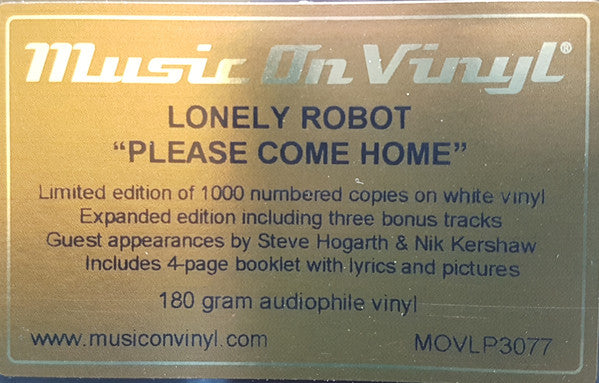 Music On Vinyl®
LONELY ROBOT
“PLEASE COME HOME”
Limited edition of 1000 numbered copies on white vinyl
Expanded edition including three bonus tracks
Guest appearances by Steve Hogarth & Nik Kershaw
Includes 4-page booklet with lyrics and pictures
180 gram audiophile vinyl
www.musiconvinyl.com MOVLP3077